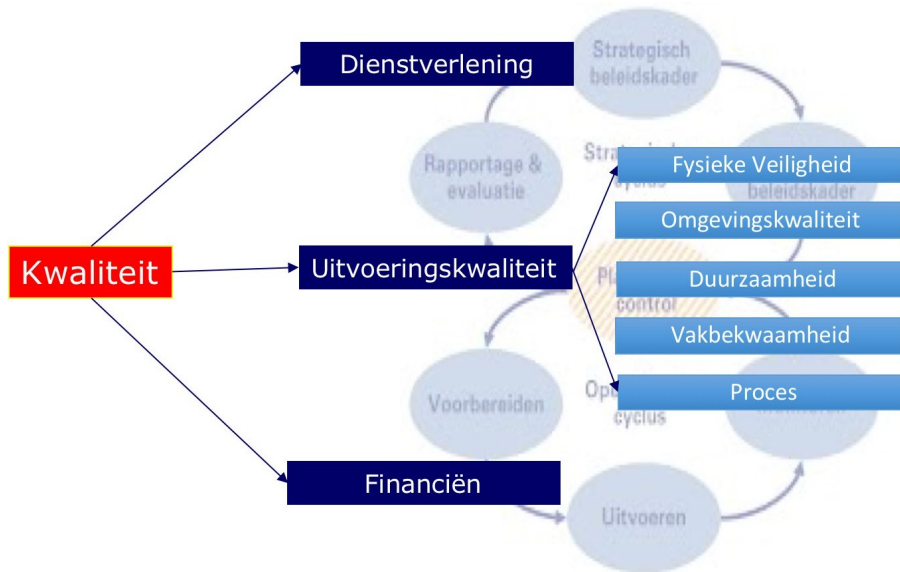 Dienstverlening
Strategisch
beleidskader
Rapportage &
evaluatie
Fysieke Veiligheid
beleidskader
Omgevingskwaliteit
Kwaliteit
Uitvoeringskwaliteit
Duurzaamheid
control
Vakbekwaamheid
Voorbereiden
Proces
cyclus
Financiën
Uitvoeren